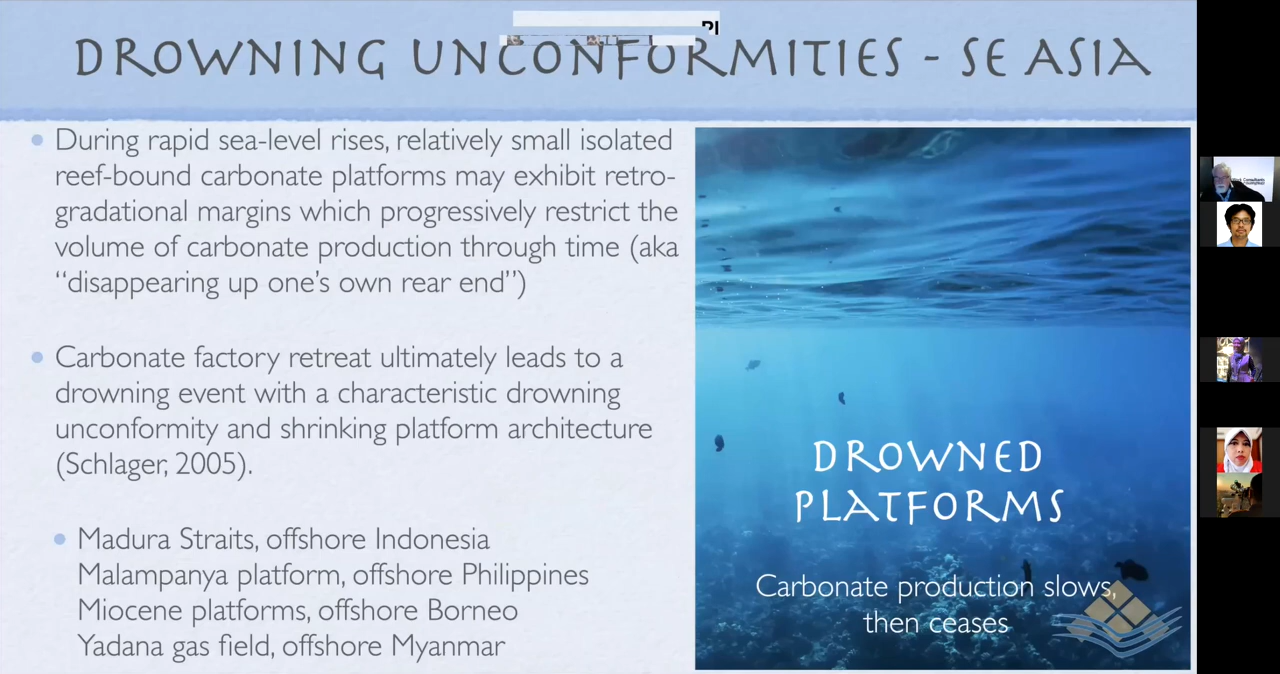 DROWNING UNCONFORMITIES - SE ASIA
During rapid sea-level rises, relatively small isolated
reef-bound carbonate platforms may exhibit retro-
gradational margins which progressively restrict the
volume of carbonate production through time (aka
“disappearing up one’s own rear end”)
Carbonate factory retreat ultimately leads to a
drowning event with a characteristic drowning
unconformity and shrinking platform architecture
(Schlager, 2005).
Madura Straits, offshore Indonesia
Malampanya platform, offshore Philippines
Miocene platforms, offshore Borneo
Yadana gas field, offshore Myanmar
DROWNED
PLATFORMS
Carbonate production slows,
then ceases